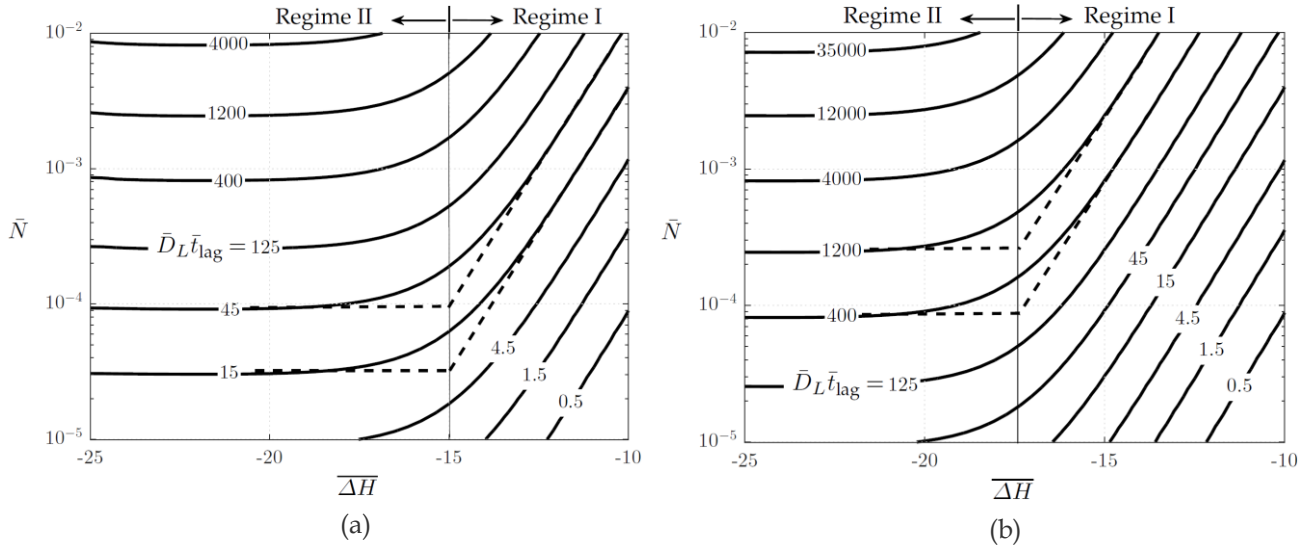 Regime II Regime I
10⁻²
4000
1200
10⁻³
400
N̄
D̄_L t̄_lag = 125
10⁻⁴
45
15
4.5
1.5
0.5
10⁻⁵
-25 -20 -15 -10
ΔH
(a)
Regime II Regime I
10⁻²
35000
12000
10⁻³
4000
N̄
1200
45
15
10⁻⁴
400
4.5
1.5
D̄_L t̄_lag = 125
0.5
10⁻⁵
-25 -20 -15 -10
ΔH
(b)